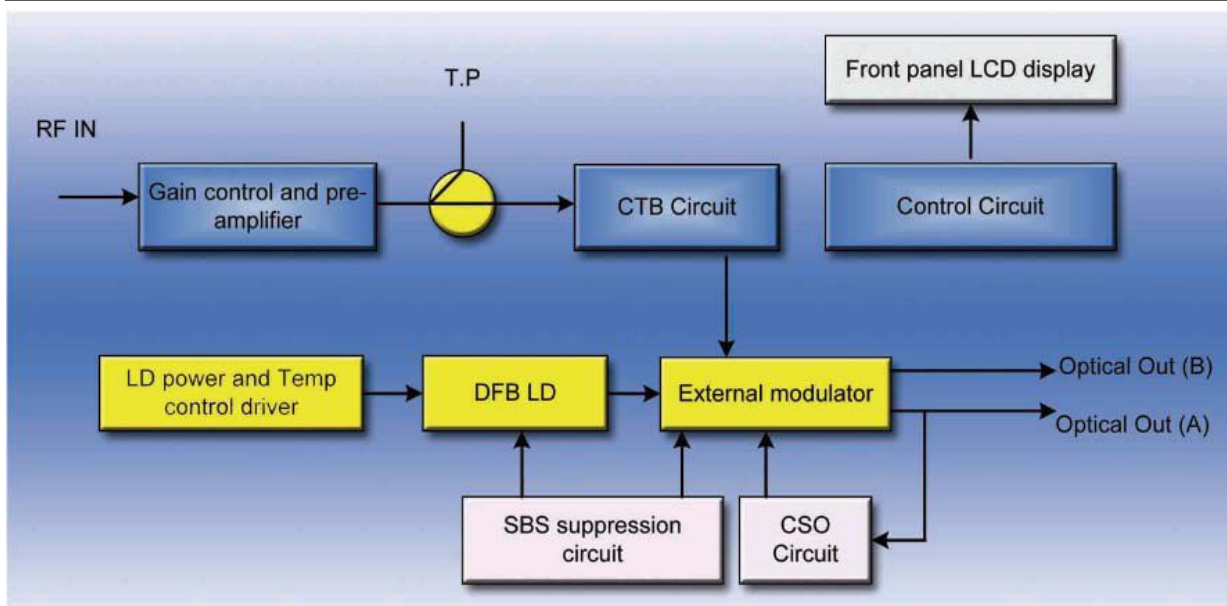 Front panel LCD display
T.P
RF IN
Gain control and pre-
amplifier
CTB Circuit
Control Circuit
LD power and Temp
control driver
DFB LD
External modulator
Optical Out (B)
Optical Out (A)
SBS suppression
circuit
CSO
Circuit